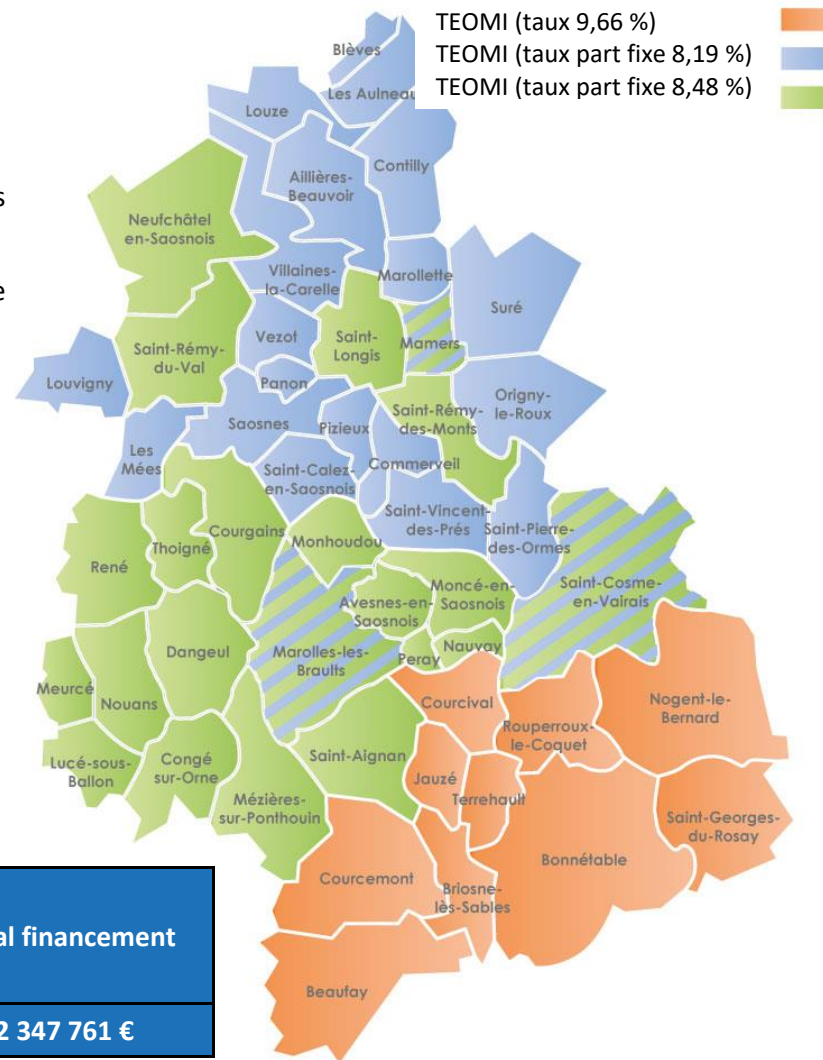 TEOMI (taux 9,66 %)
TEOMI (taux part fixe 8,19 %)
TEOMI (taux part fixe 8,48 %)
Blèves
Les Aulnea
Louze
Contilly
Aillières-
Beauvoir
s
Neufchâtel
en-Saosnois
e
Villaines-
la-Carelle
Marollette
Suré
Vezot
Saint-
Longis
Mamers
Saint-Rémy-
du-Val
Louvigny
Panon
Origny-
le-Roux
Saint-Rémy-
des-Monts
Saosnes
Pizieux
Les
Mées
Saint-Calez-
en-Saosnois
Commerveil
Saint-Vincent-
des-Prés
Saint-Pierre-
des-Ormes
Courgains
Thoigné
Monhoudou
René
Saint-Cosme-
en-Vairais
Moncé-en-
Saosnois
Avesnes-en-
Saosnois
Nauvay
Peray
Dangeul
Marolles-les-
Braults
Meurcé
Nouans
Courcival
Nogent-le-
Bernard
Rouperroux-
le-Coquet
Saint-Aignan
Lucé-sous-
Ballon
Congé
sur-Orne
Jauzé
Terrehault
Mézières-
sur-Ponthouin
Saint-Georges-
du-Rosay
Bonnétable
Courcemont
Briosne-
lès-Sables
Beaufay
al financement
2 347 761 €